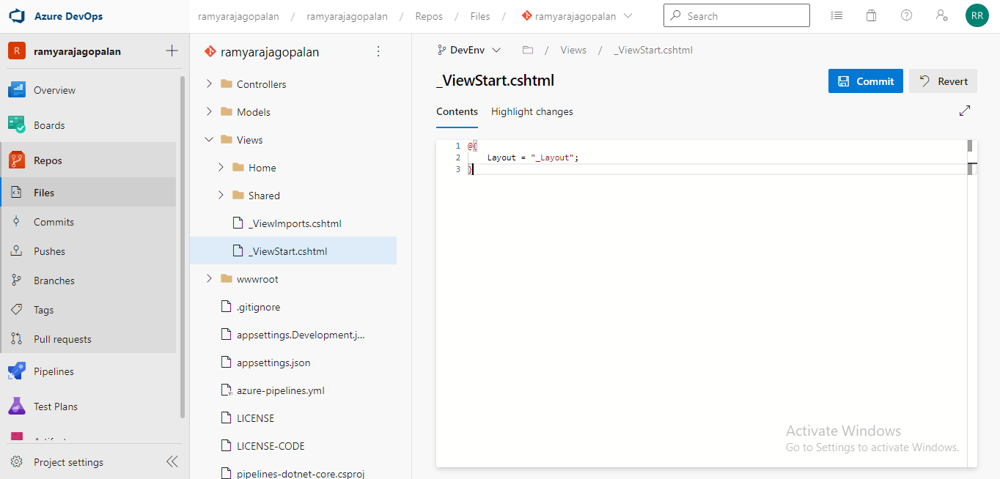 Azure DevOps
ramyarajagopalan / ramyarajagopalan / Repos / Files / ramyarajagopalan
Search
RR
R ramyarajagopalan
Overview
Boards
Repos
Files
Commits
Pushes
Branches
Tags
Pull requests
Pipelines
Test Plans
Project settings
ramyarajagopalan
Controllers
Models
Views
Home
Shared
_ViewImports.cshtml
_ViewStart.cshtml
wwwroot
.gitignore
appsettings.Development.j...
appsettings.json
azure-pipelines.yml
LICENSE
LICENSE-CODE
pipelines-dotnet-core.csproj
DevEnv / Views / _ViewStart.cshtml
_ViewStart.cshtml
Commit
Revert
Contents Highlight changes
1 @{
2 Layout = "_Layout";
3 }
Activate Windows
Go to Settings to activate Windows.